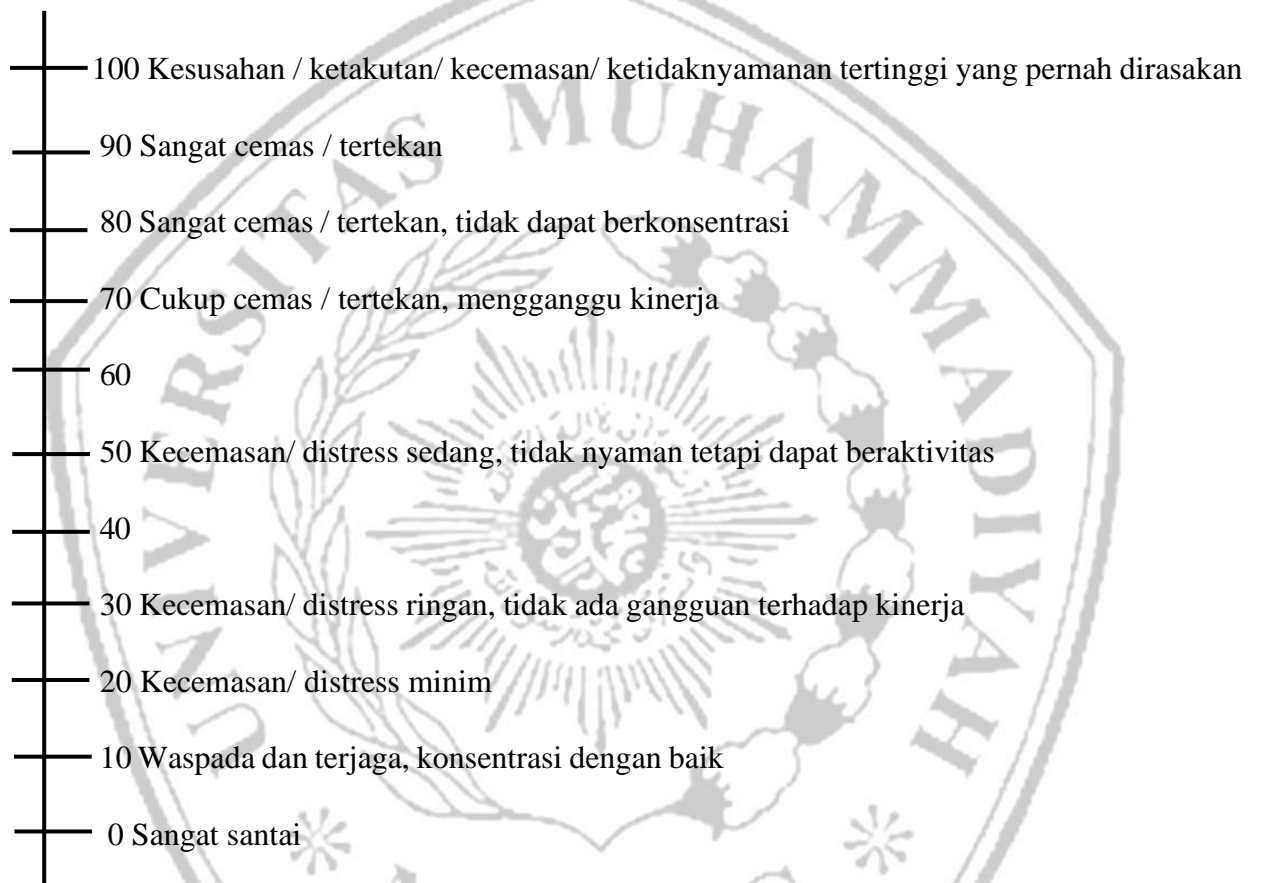 100 Kesusahan / ketakutan/ kecemasan/ ketidaknyamanan tertinggi yang pernah dirasakan
90 Sangat cemas / tertekan
80 Sangat cemas / tertekan, tidak dapat berkonsentrasi
70 Cukup cemas / tertekan, mengganggu kinerja
60
50 Kecemasan/ distress sedang, tidak nyaman tetapi dapat beraktivitas
40
30 Kecemasan/ distress ringan, tidak ada gangguan terhadap kinerja
20 Kecemasan/ distress minim
10 Waspada dan terjaga, konsentrasi dengan baik
0 Sangat santai
UNIVERSITAS MUHAMMADIYAH